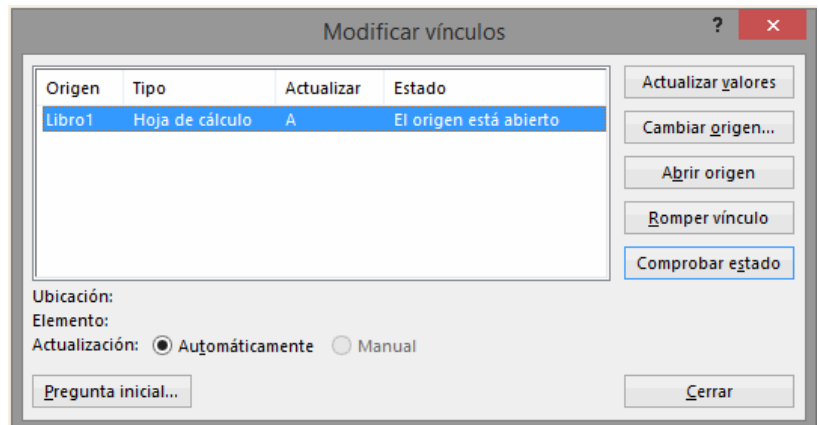 Modificar vínculos ?
Origen Tipo Actualizar Estado
Libro1 Hoja de cálculo A El origen está abierto
Actualizar valores
Cambiar origen...
Abrir origen
Romper vínculo
Comprobar estado
Ubicación:
Elemento:
Actualización: Automáticamente Manual
Pregunta inicial... Cerrar